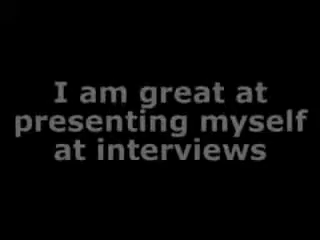 I am great at
presenting myself
at interviews